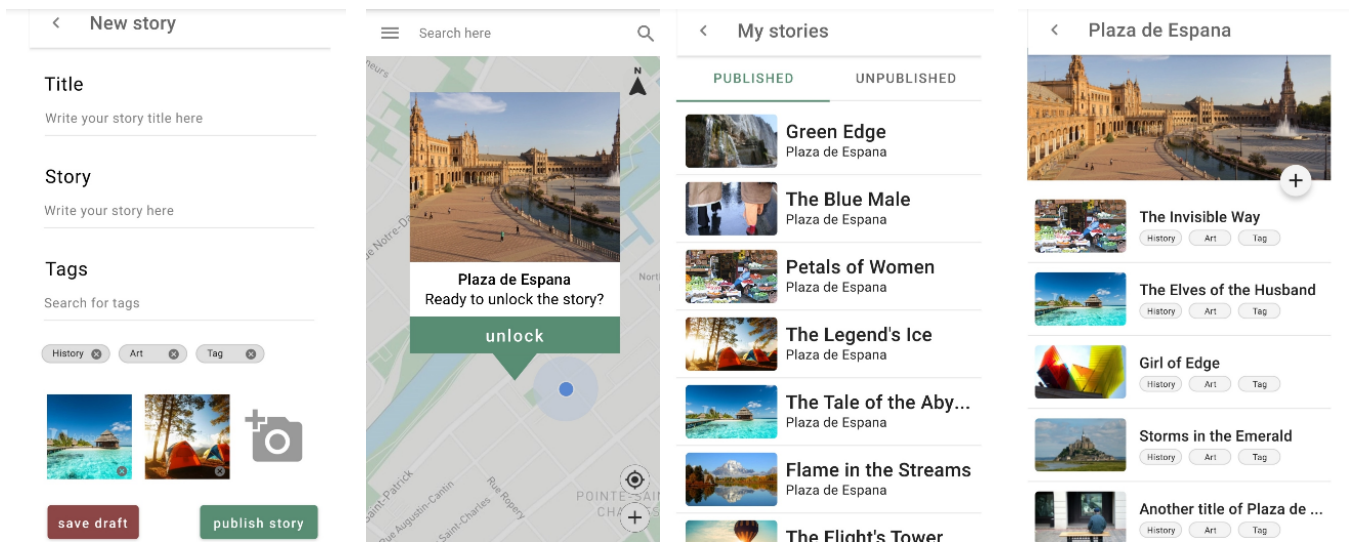 New story
Title
Write your story title here
Story
Write your story here
Tags
Search for tags
History
Art
Tag
save draft
publish story
Search here
N
Plaza de Espana
Ready to unlock the story?
unlock
Rue Ropery
Saint-Patrick
Rue Augustin-Cantin
Saint-Charles
My stories
PUBLISHED
UNPUBLISHED
Green Edge
Plaza de Espana
The Blue Male
Plaza de Espana
Petals of Women
Plaza de Espana
The Legend's Ice
Plaza de Espana
The Tale of the Aby...
Plaza de Espana
Flame in the Streams
Plaza de Espana
The Flight's Tower
Plaza de Espana
The Invisible Way
History Art Tag
The Elves of the Husband
History Art Tag
Girl of Edge
History Art Tag
Storms in the Emerald
History Art Tag
Another title of Plaza de ...
History Art Tag